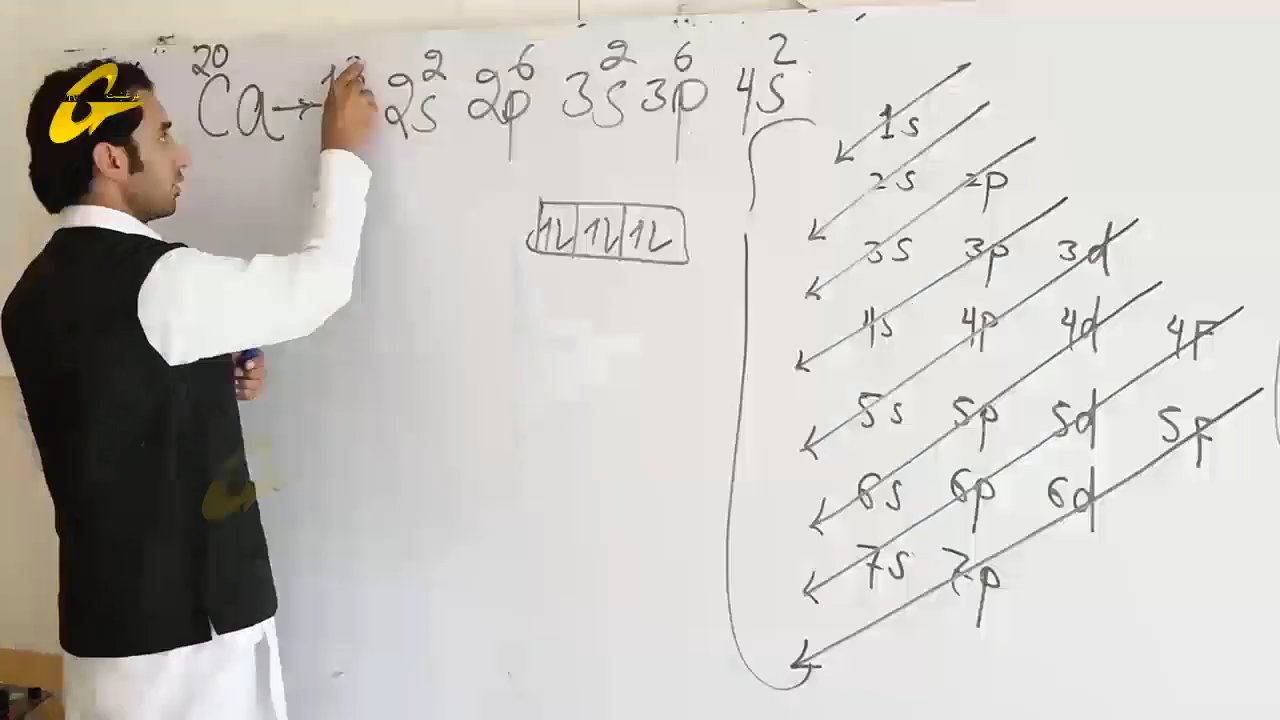 20
Ca → 2s² 2p⁶ 3s² 3p⁶ 4s²
1s
2s 2p
3s 3p 3d
4s 4p 4d 4F
5s 5p 5d 5F
6s 6p 6d
7s 7p
1L 1L 1L
TV